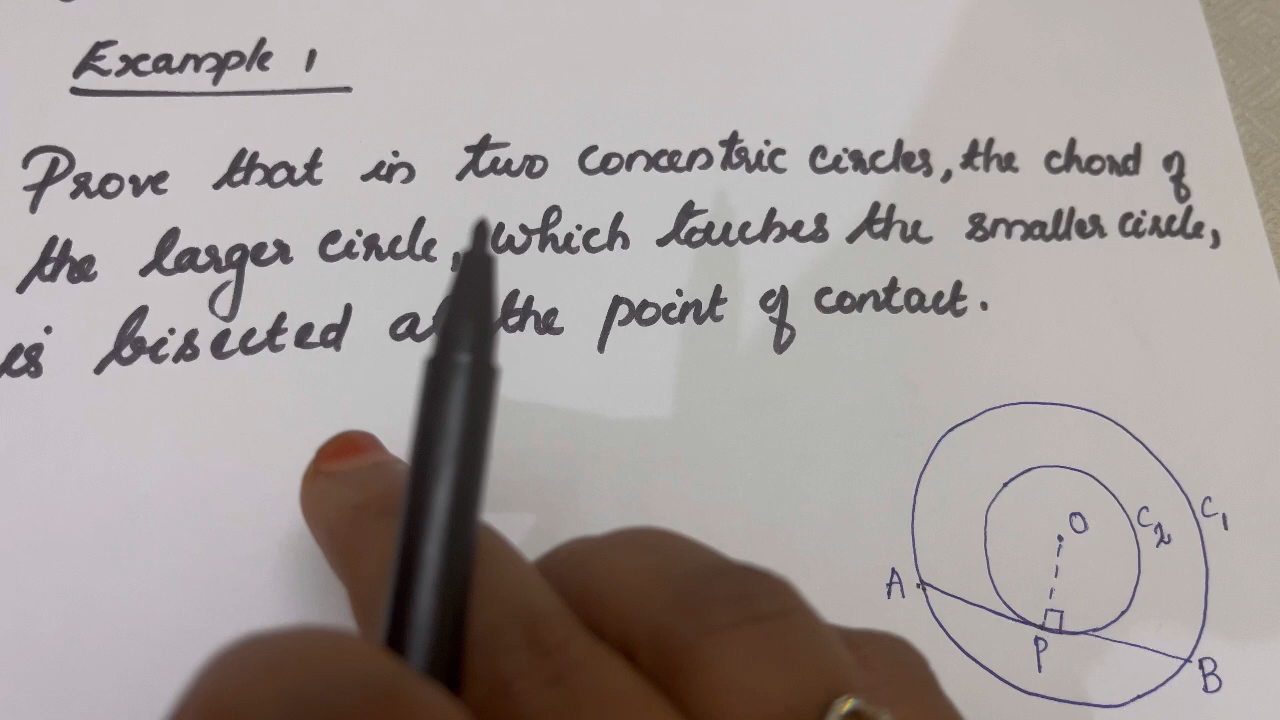 Example 1
Prove that in two concentric circles, the chord of
the larger circle, which touches the smaller circle,
is bisected at the point of contact.
C1
C2
O
A
P
B